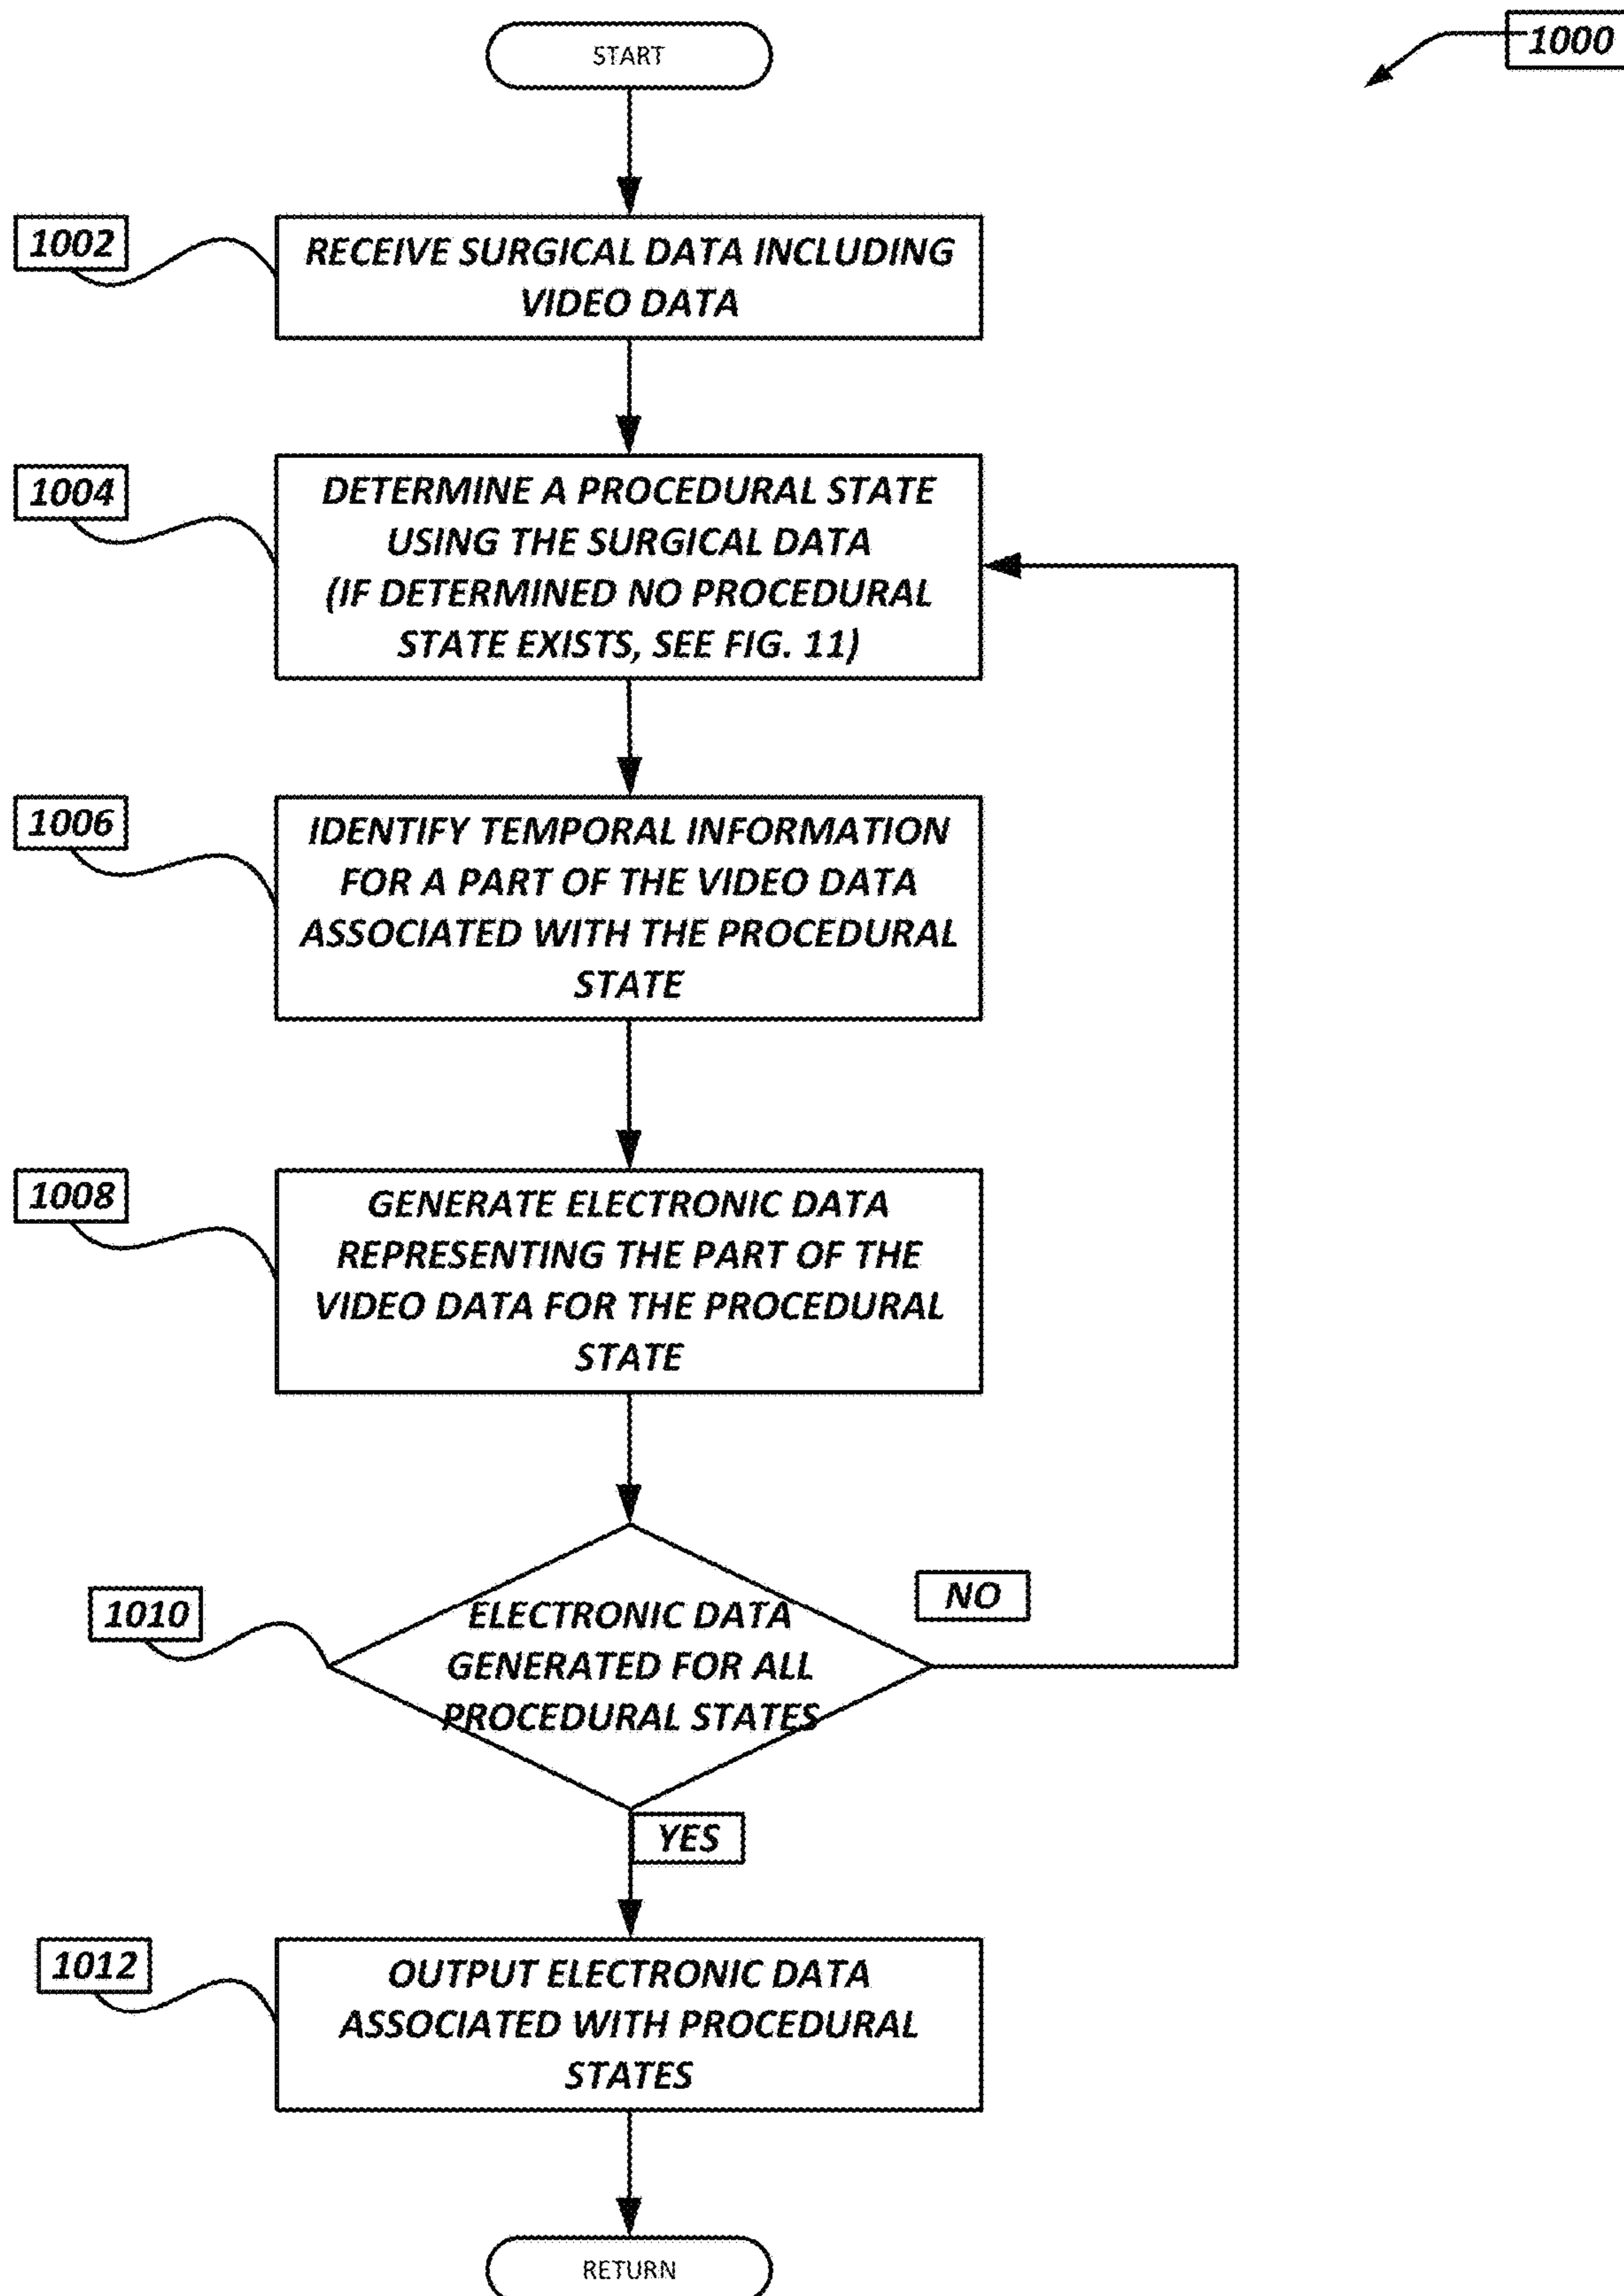 START
1000
1002
RECEIVE SURGICAL DATA INCLUDING
VIDEO DATA
1004
DETERMINE A PROCEDURAL STATE
USING THE SURGICAL DATA
(IF DETERMINED NO PROCEDURAL
STATE EXISTS, SEE FIG. 11)
1006
IDENTIFY TEMPORAL INFORMATION
FOR A PART OF THE VIDEO DATA
ASSOCIATED WITH THE PROCEDURAL
STATE
1008
GENERATE ELECTRONIC DATA
REPRESENTING THE PART OF THE
VIDEO DATA FOR THE PROCEDURAL
STATE
1010
ELECTRONIC DATA
GENERATED FOR ALL
PROCEDURAL STATES
NO
YES
1012
OUTPUT ELECTRONIC DATA
ASSOCIATED WITH PROCEDURAL
STATES
RETURN